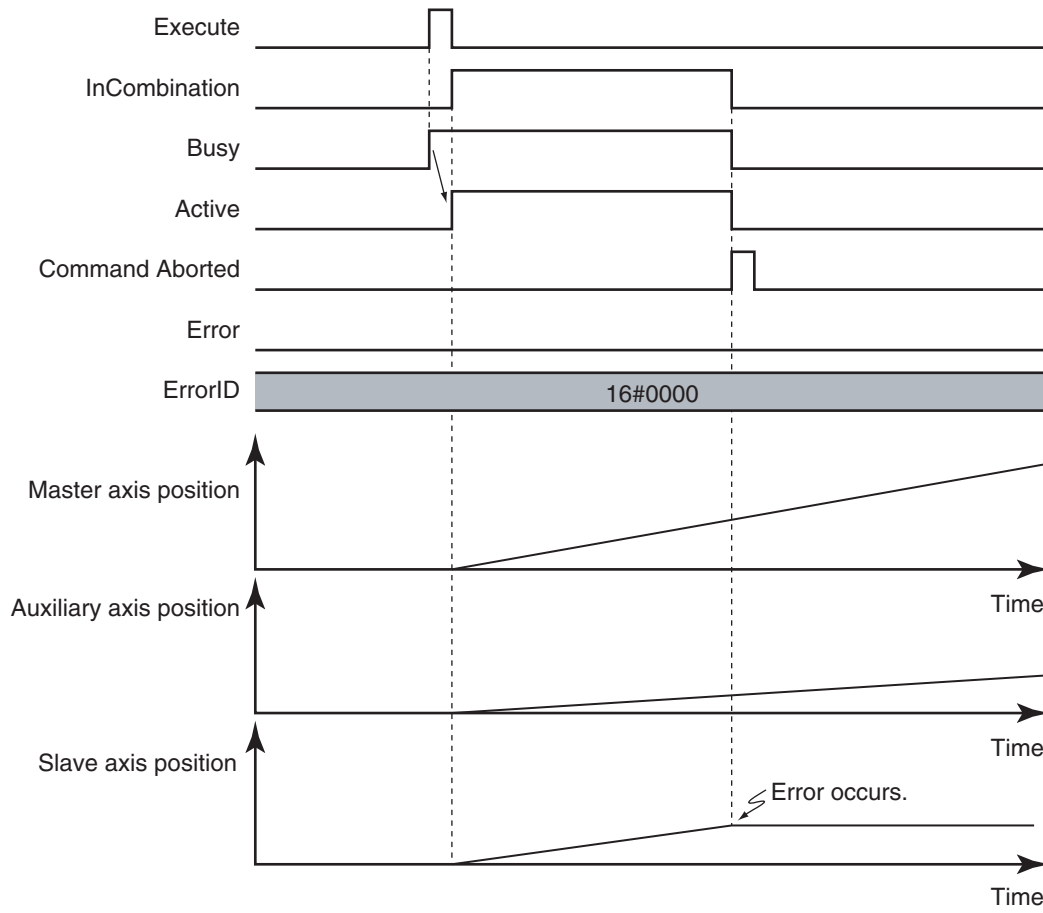 Execute
InCombination
Busy
Active
Command Aborted
Error
ErrorID
16#0000
Master axis position
Time
Auxiliary axis position
Time
Slave axis position
Error occurs.
Time